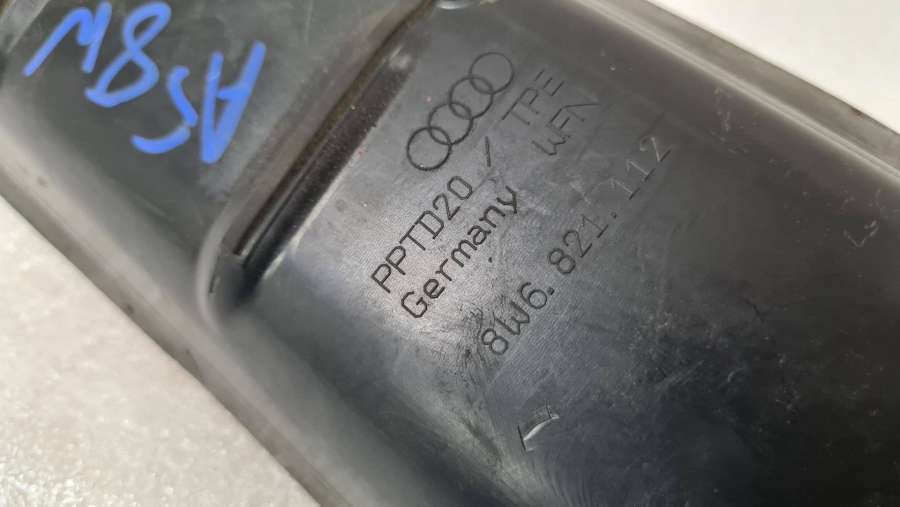 A5 8W
PPTD20 / TPE
Germany WFN
8W6.821.112